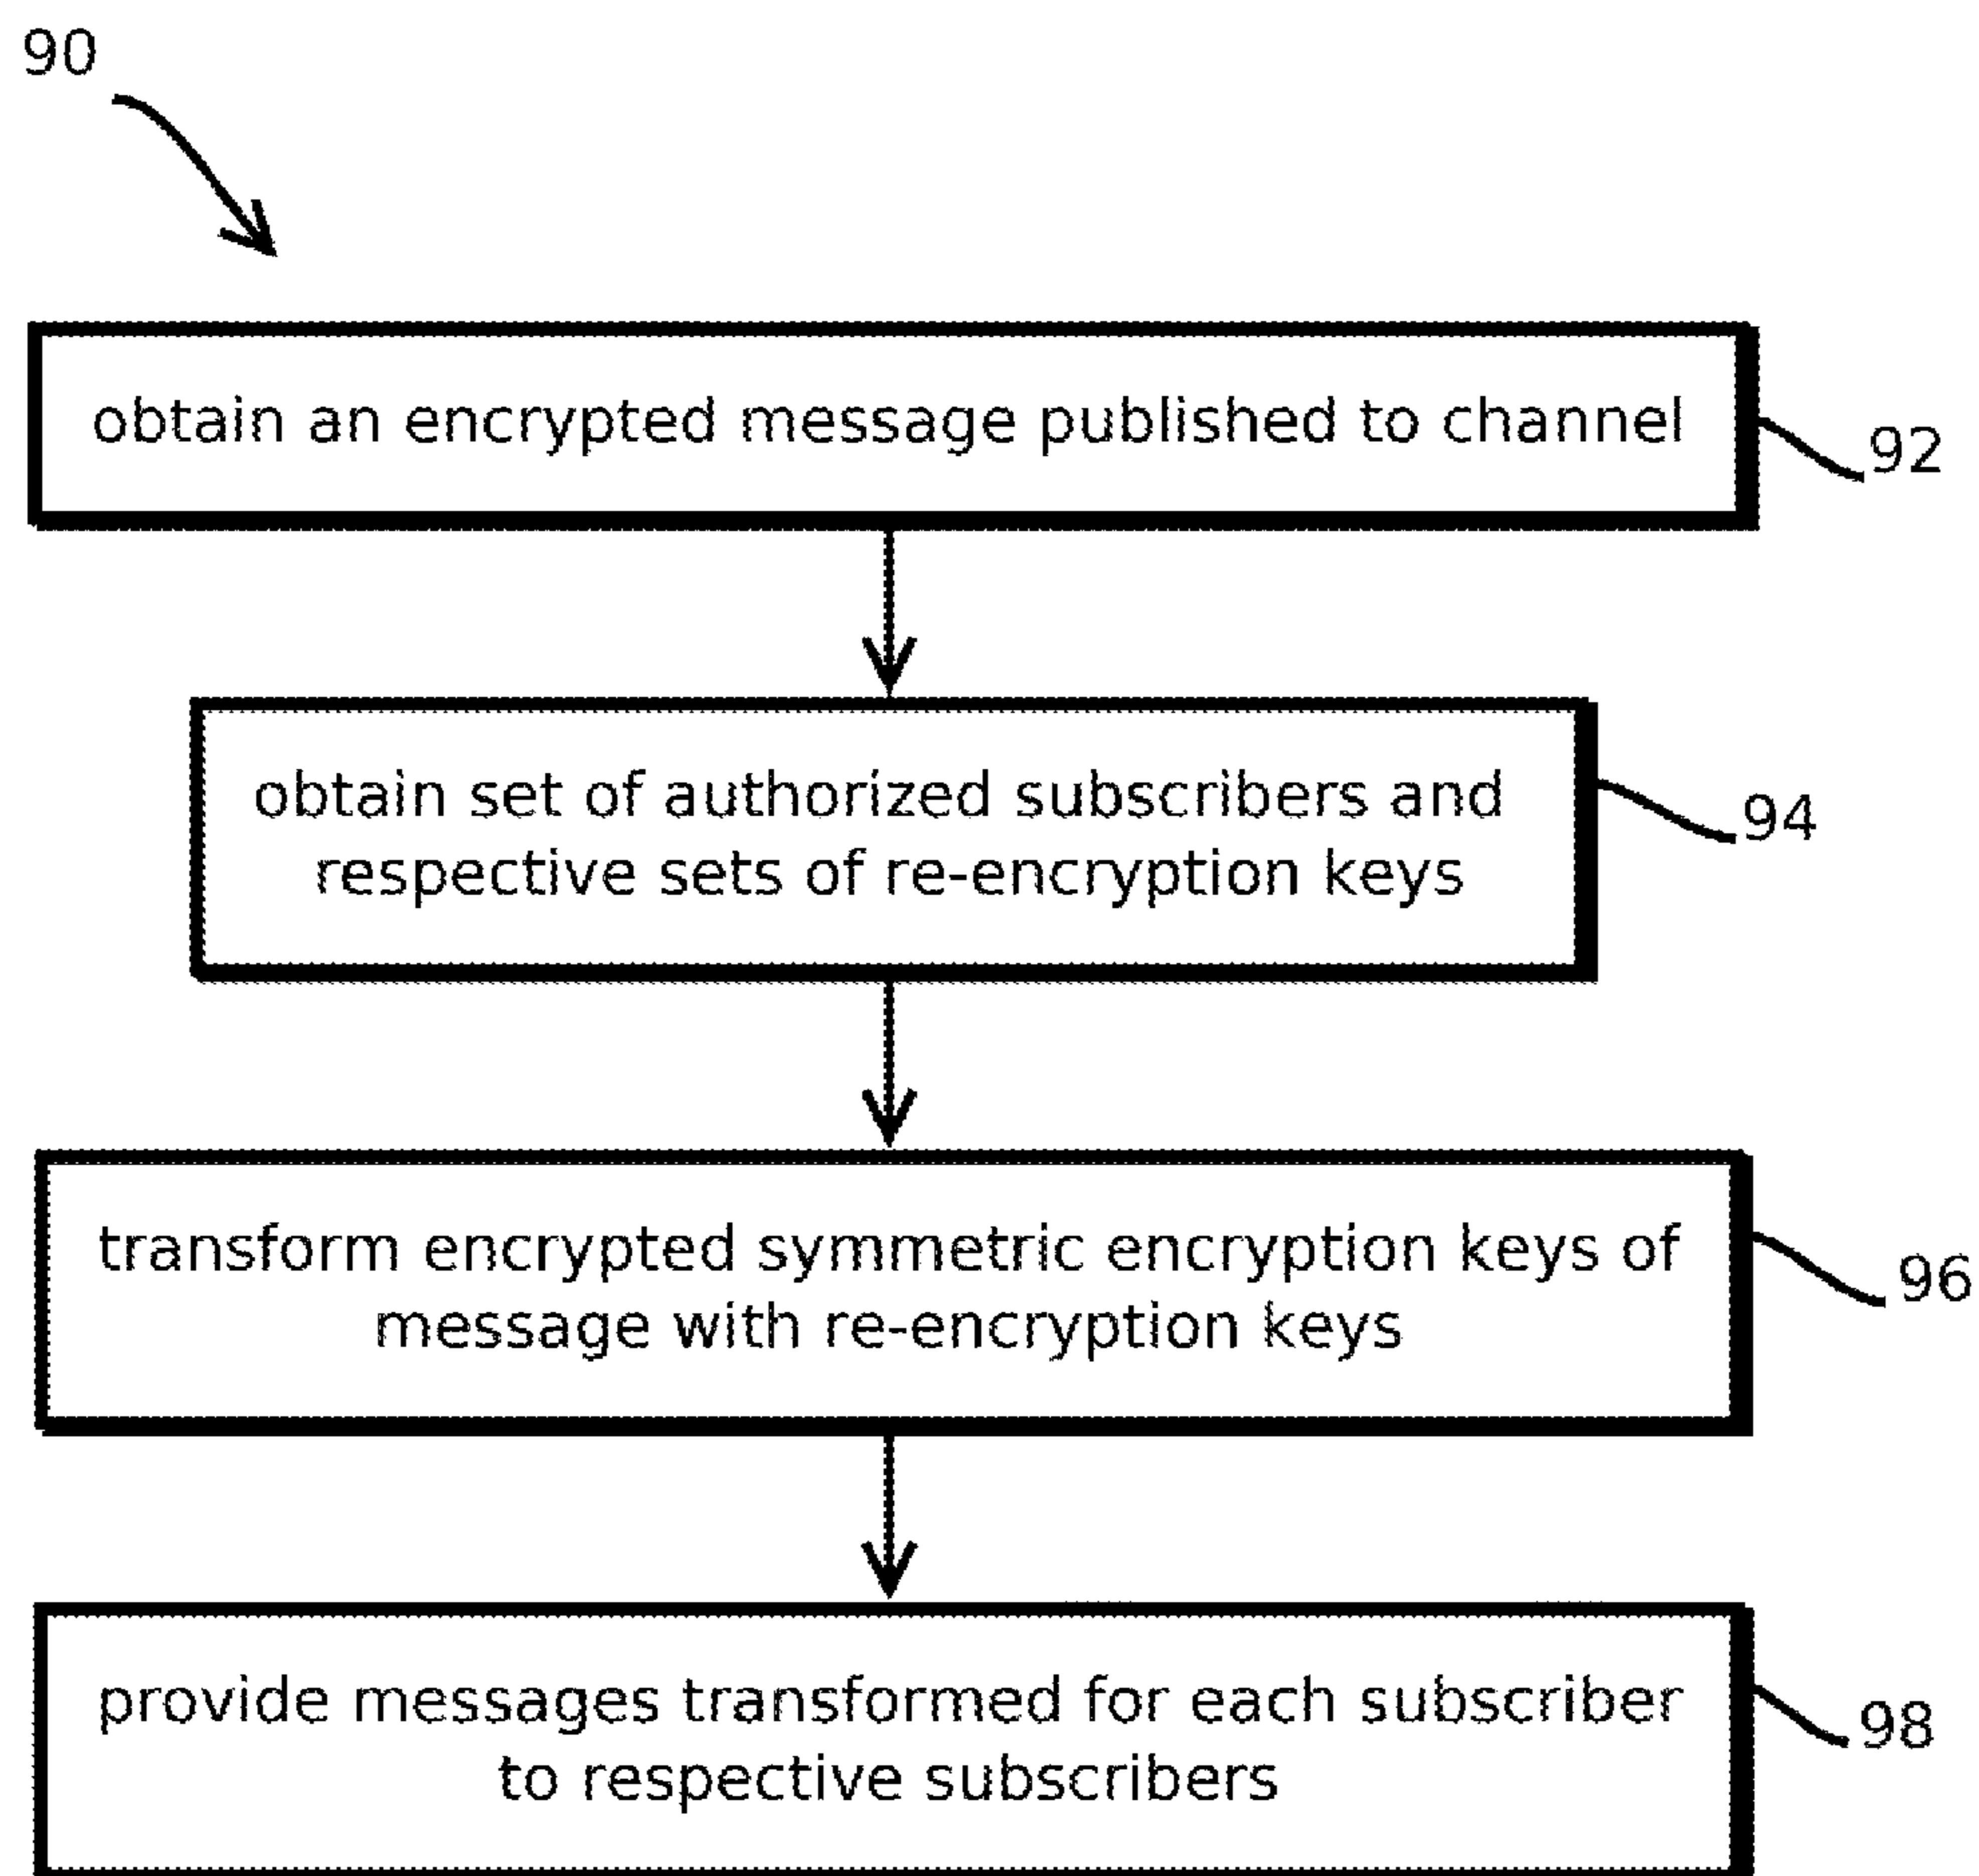 90
obtain an encrypted message published to channel
92
obtain set of authorized subscribers and
respective sets of re-encryption keys
94
transform encrypted symmetric encryption keys of
message with re-encryption keys
96
provide messages transformed for each subscriber
to respective subscribers
98